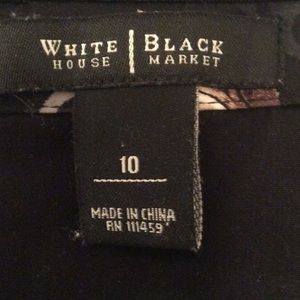 WHITE | BLACK
HOUSE | MARKET
10
MADE IN CHINA
RN 111459